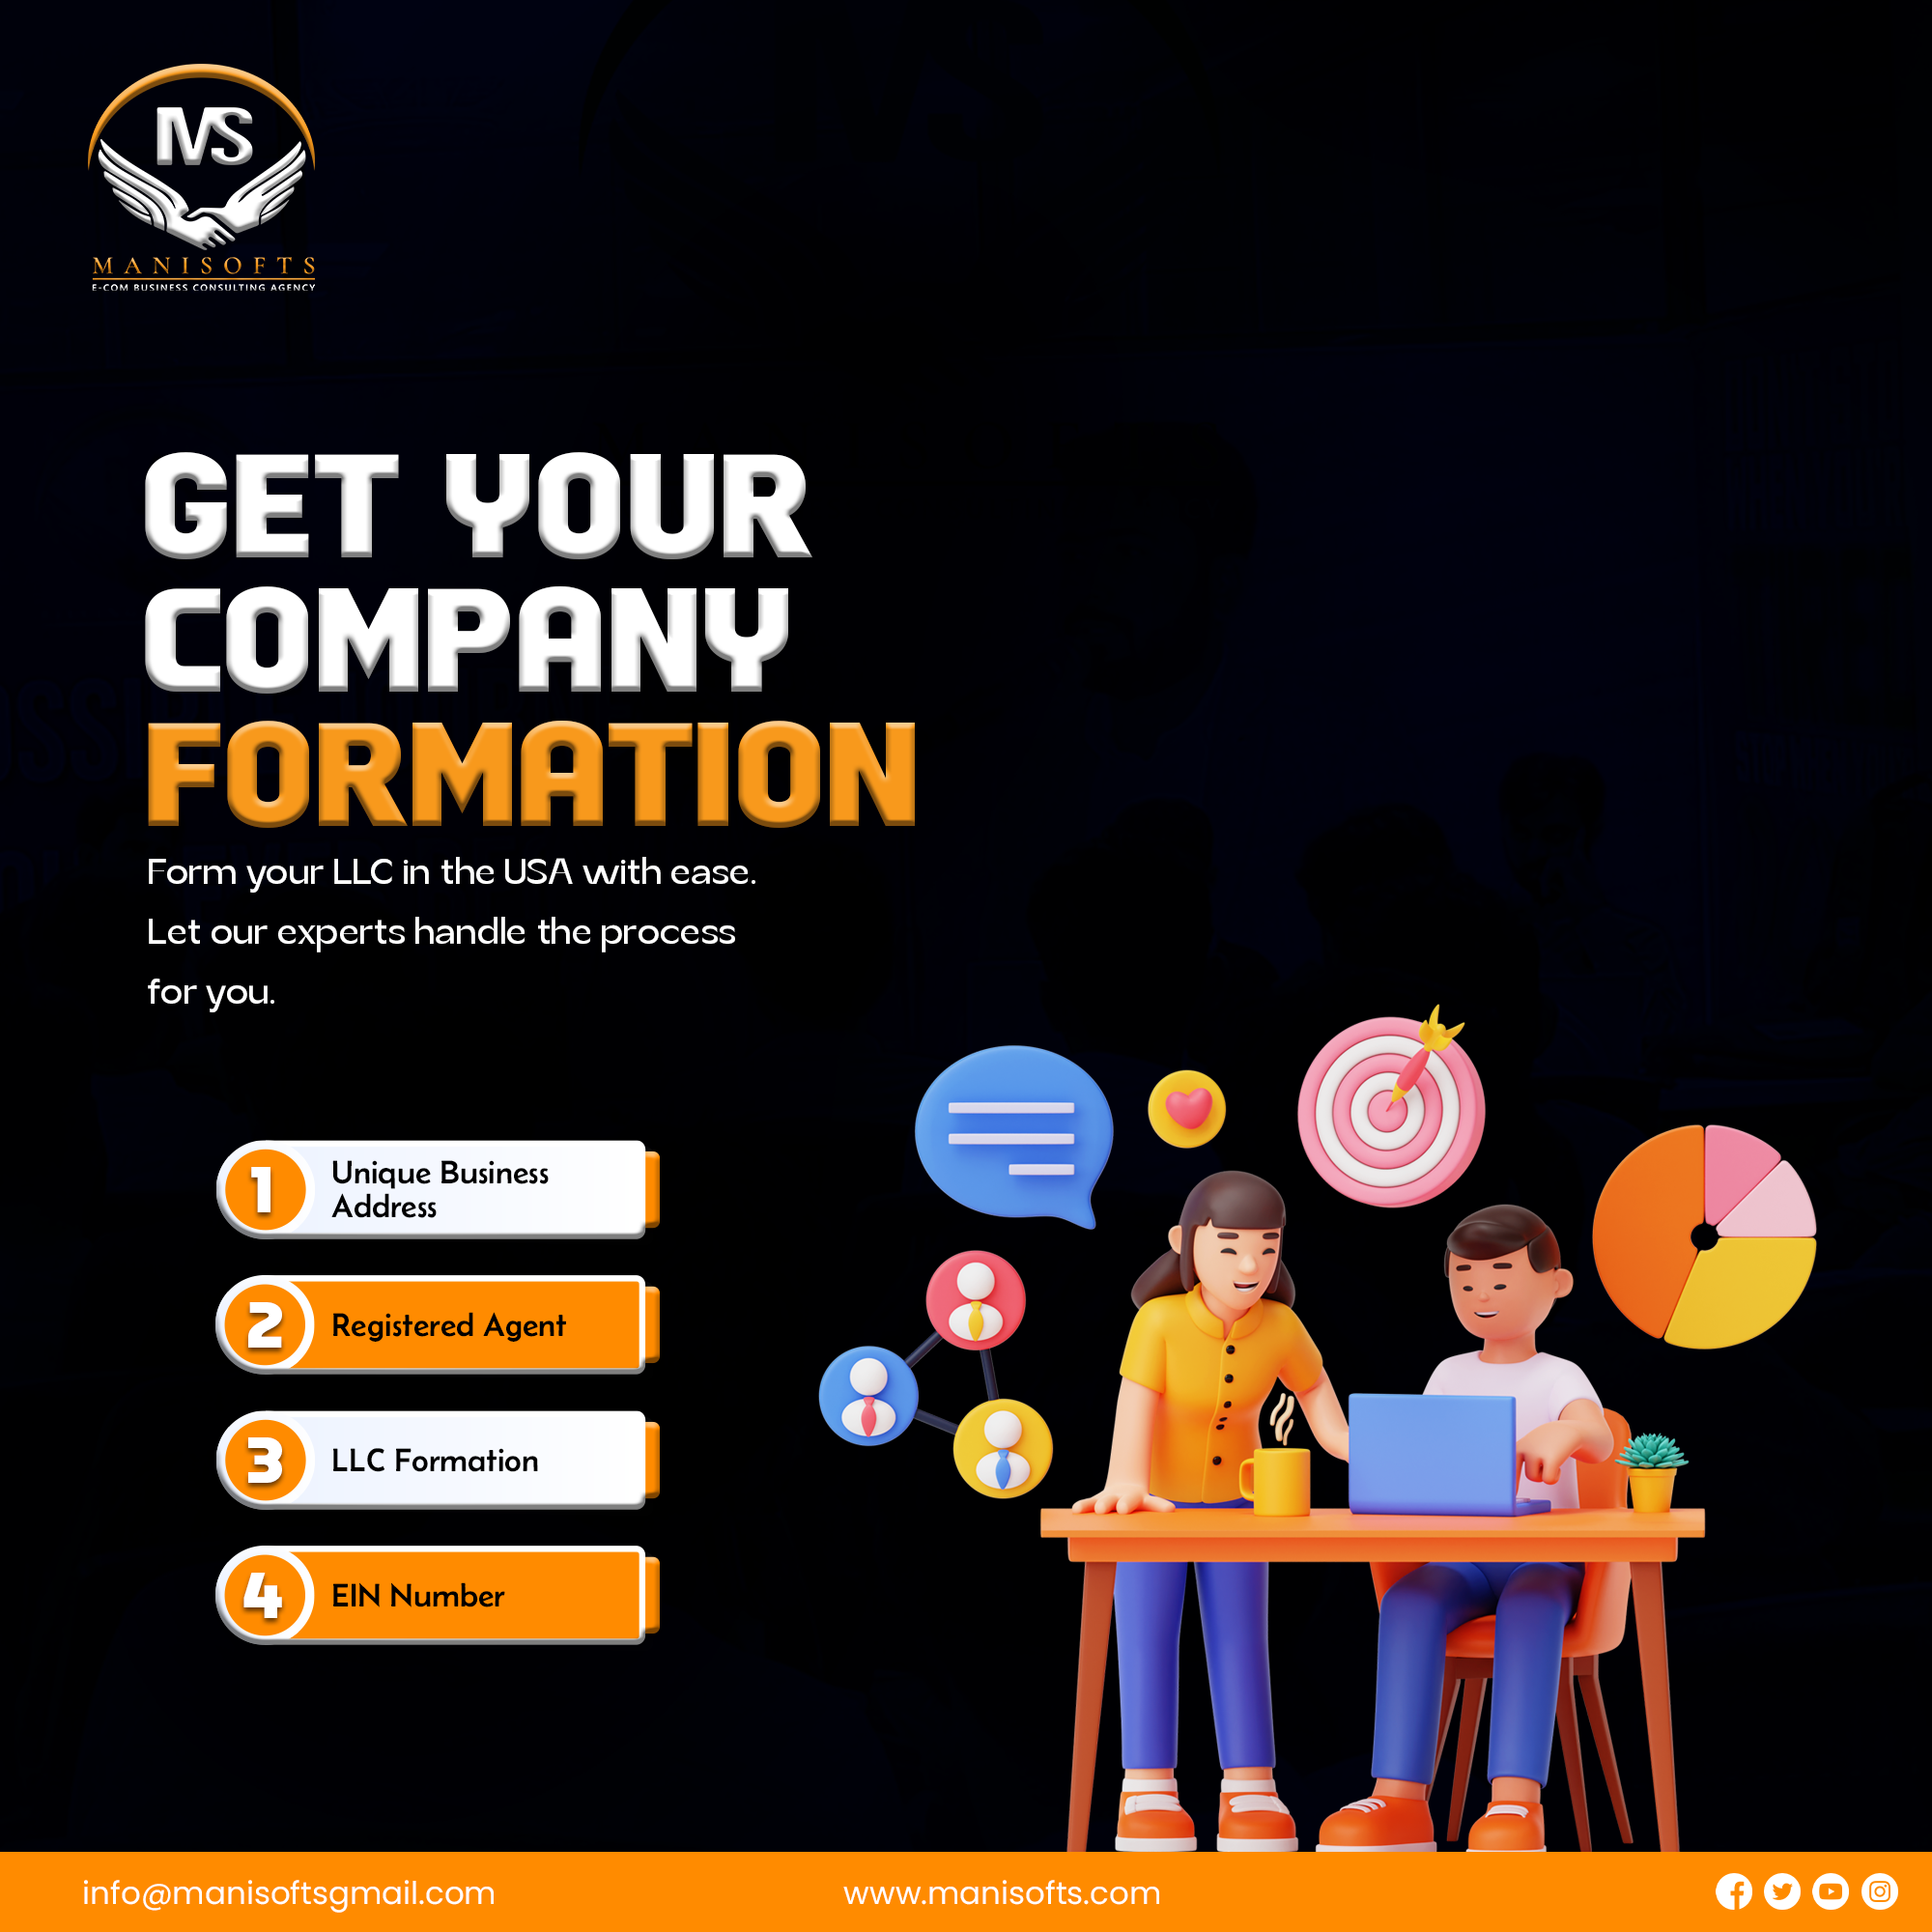 MS
MANISOFTS
E-COM BUSINESS CONSULTING AGENCY
GET YOUR
COMPANY
FORMATION
Form your LLC in the USA with ease.
Let our experts handle the process
for you.
1 Unique Business
Address
2 Registered Agent
3 LLC Formation
4 EIN Number
info@manisoftsgmail.com
www.manisofts.com